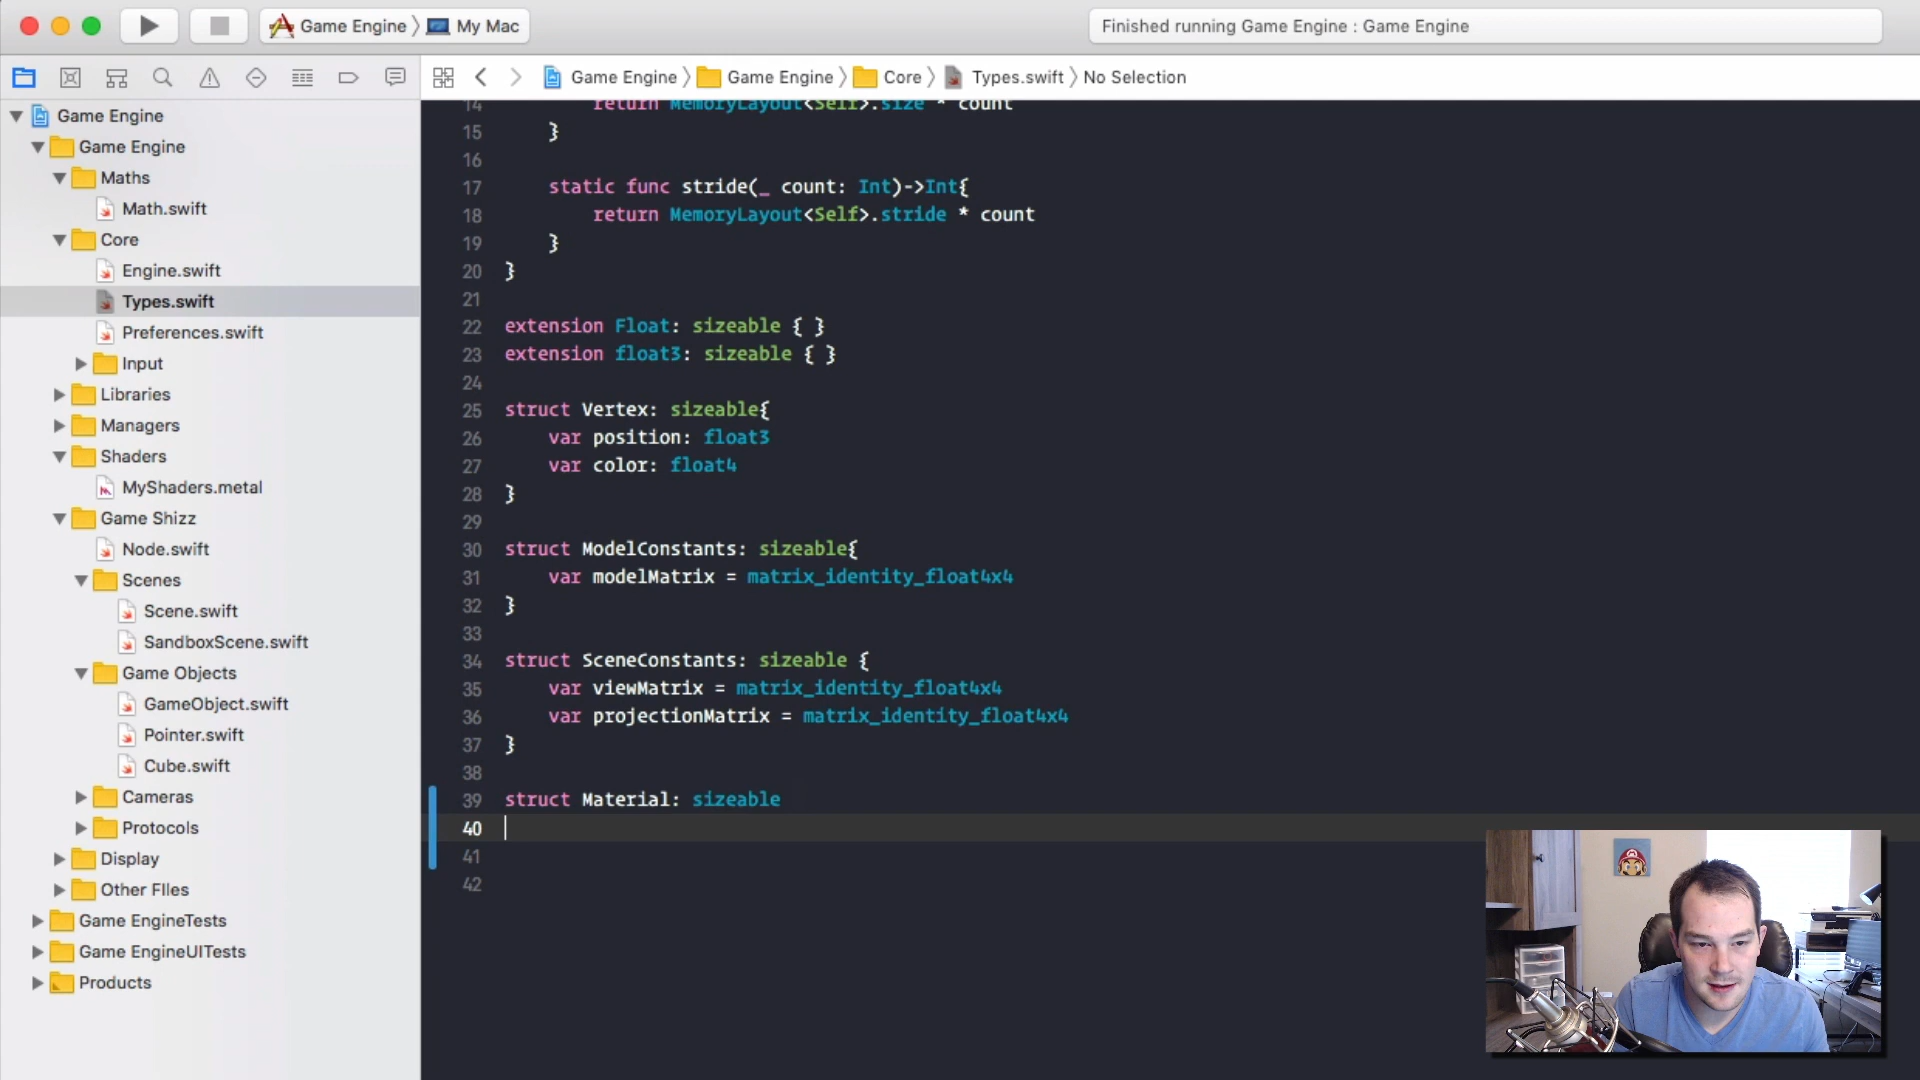 Game Engine
My Mac
Finished running Game Engine : Game Engine
Game Engine
Game Engine
Core
Types.swift
No Selection
Game Engine
Game Engine
Maths
Math.swift
Core
Engine.swift
Types.swift
Preferences.swift
Input
Libraries
Managers
Shaders
MyShaders.metal
Game Shizz
Node.swift
Scenes
Scene.swift
SandboxScene.swift
Game Objects
GameObject.swift
Pointer.swift
Cube.swift
Cameras
Protocols
Display
Other FIles
Game EngineTests
Game EngineUITests
Products
14 return MemoryLayout<Self>.size * count
15 }
16
17 static func stride(_ count: Int)->Int{
18 return MemoryLayout<Self>.stride * count
19 }
20 }
21
22 extension Float: sizeable { }
23 extension float3: sizeable { }
24
25 struct Vertex: sizeable{
26 var position: float3
27 var color: float4
28 }
29
30 struct ModelConstants: sizeable{
31 var modelMatrix = matrix_identity_float4x4
32 }
33
34 struct SceneConstants: sizeable {
35 var viewMatrix = matrix_identity_float4x4
36 var projectionMatrix = matrix_identity_float4x4
37 }
38
39 struct Material: sizeable
40
41
42